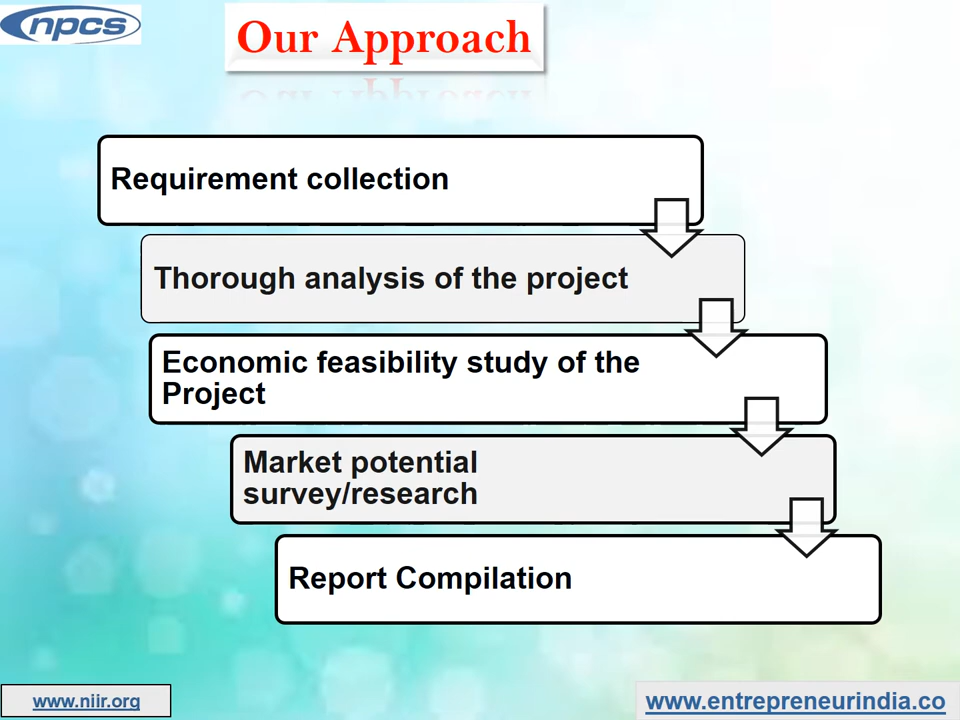 npcs
Our Approach
Requirement collection
Thorough analysis of the project
Economic feasibility study of the
Project
Market potential
survey/research
Report Compilation
www.niir.org
www.entrepreneurindia.co